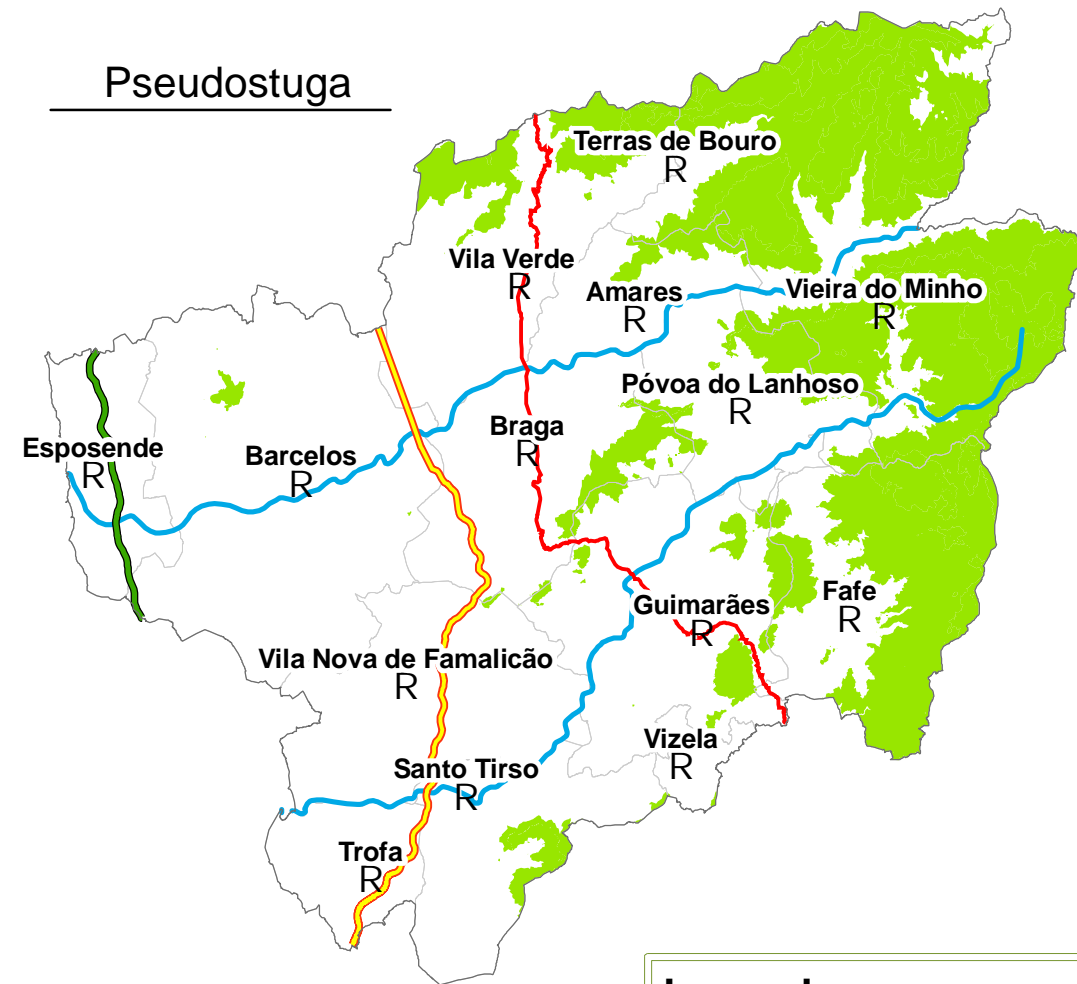 Pseudostuga
Terras de Bouro
R
Vila Verde
R
Amares
R
Vieira do Minho
R
Póvoa do Lanhoso
R
Braga
R
Esposende
R
Barcelos
R
Fafe
R
Guimarães
R
Vila Nova de Famalicão
R
Vizela
R
Santo Tirso
R
Trofa
R